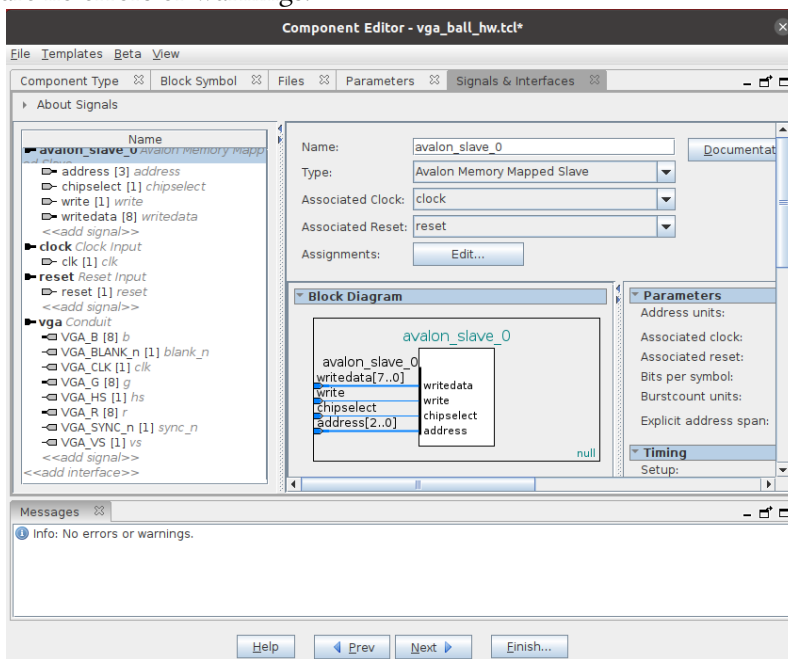 Component Editor - vga_ball_hw.tcl*
File Templates Beta View
Component Type Block Symbol Files Parameters Signals & Interfaces
About Signals
Name
avalon_slave_0 Avalon Memory Mapp
ed Slave
address [3] address
chipselect [1] chipselect
write [1] write
writedata [8] writedata
<<add signal>>
clock Clock Input
clk [1] clk
reset Reset Input
reset [1] reset
<<add signal>>
vga Conduit
VGA_B [8] b
VGA_BLANK_n [1] blank_n
VGA_CLK [1] clk
VGA_G [8] g
VGA_HS [1] hs
VGA_R [8] r
VGA_SYNC_n [1] sync_n
VGA_VS [1] vs
<<add signal>>
<<add interface>>
Name: avalon_slave_0 Documentat
Type: Avalon Memory Mapped Slave
Associated Clock: clock
Associated Reset: reset
Assignments: Edit...
Block Diagram
avalon_slave_0
avalon_slave_0
writedata[7..0] writedata
write write
chipselect chipselect
address[2..0] address
null
Parameters
Address units:
Associated clock:
Associated reset:
Bits per symbol:
Burstcount units:
Explicit address span:
Timing
Setup:
Messages
Info: No errors or warnings.
Help Prev Next Finish...